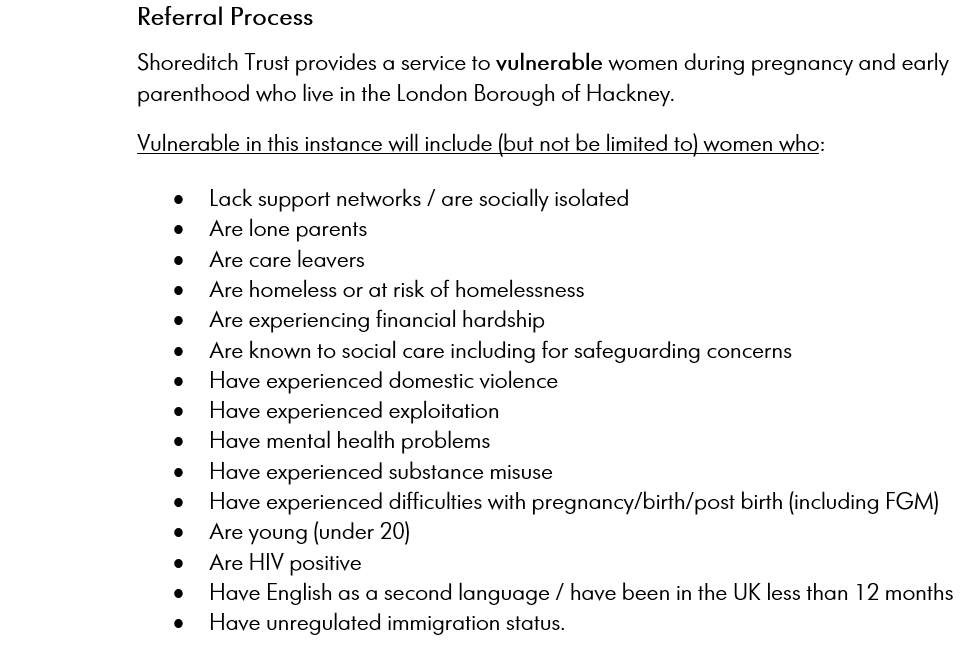 Referral Process
Shoreditch Trust provides a service to vulnerable women during pregnancy and early
parenthood who live in the London Borough of Hackney.
Vulnerable in this instance will include (but not be limited to) women who:
• Lack support networks / are socially isolated
• Are lone parents
• Are care leavers
• Are homeless or at risk of homelessness
• Are experiencing financial hardship
• Are known to social care including for safeguarding concerns
• Have experienced domestic violence
• Have experienced exploitation
• Have mental health problems
• Have experienced substance misuse
• Have experienced difficulties with pregnancy/birth/post birth (including FGM)
• Are young (under 20)
• Are HIV positive
• Have English as a second language / have been in the UK less than 12 months
• Have unregulated immigration status.